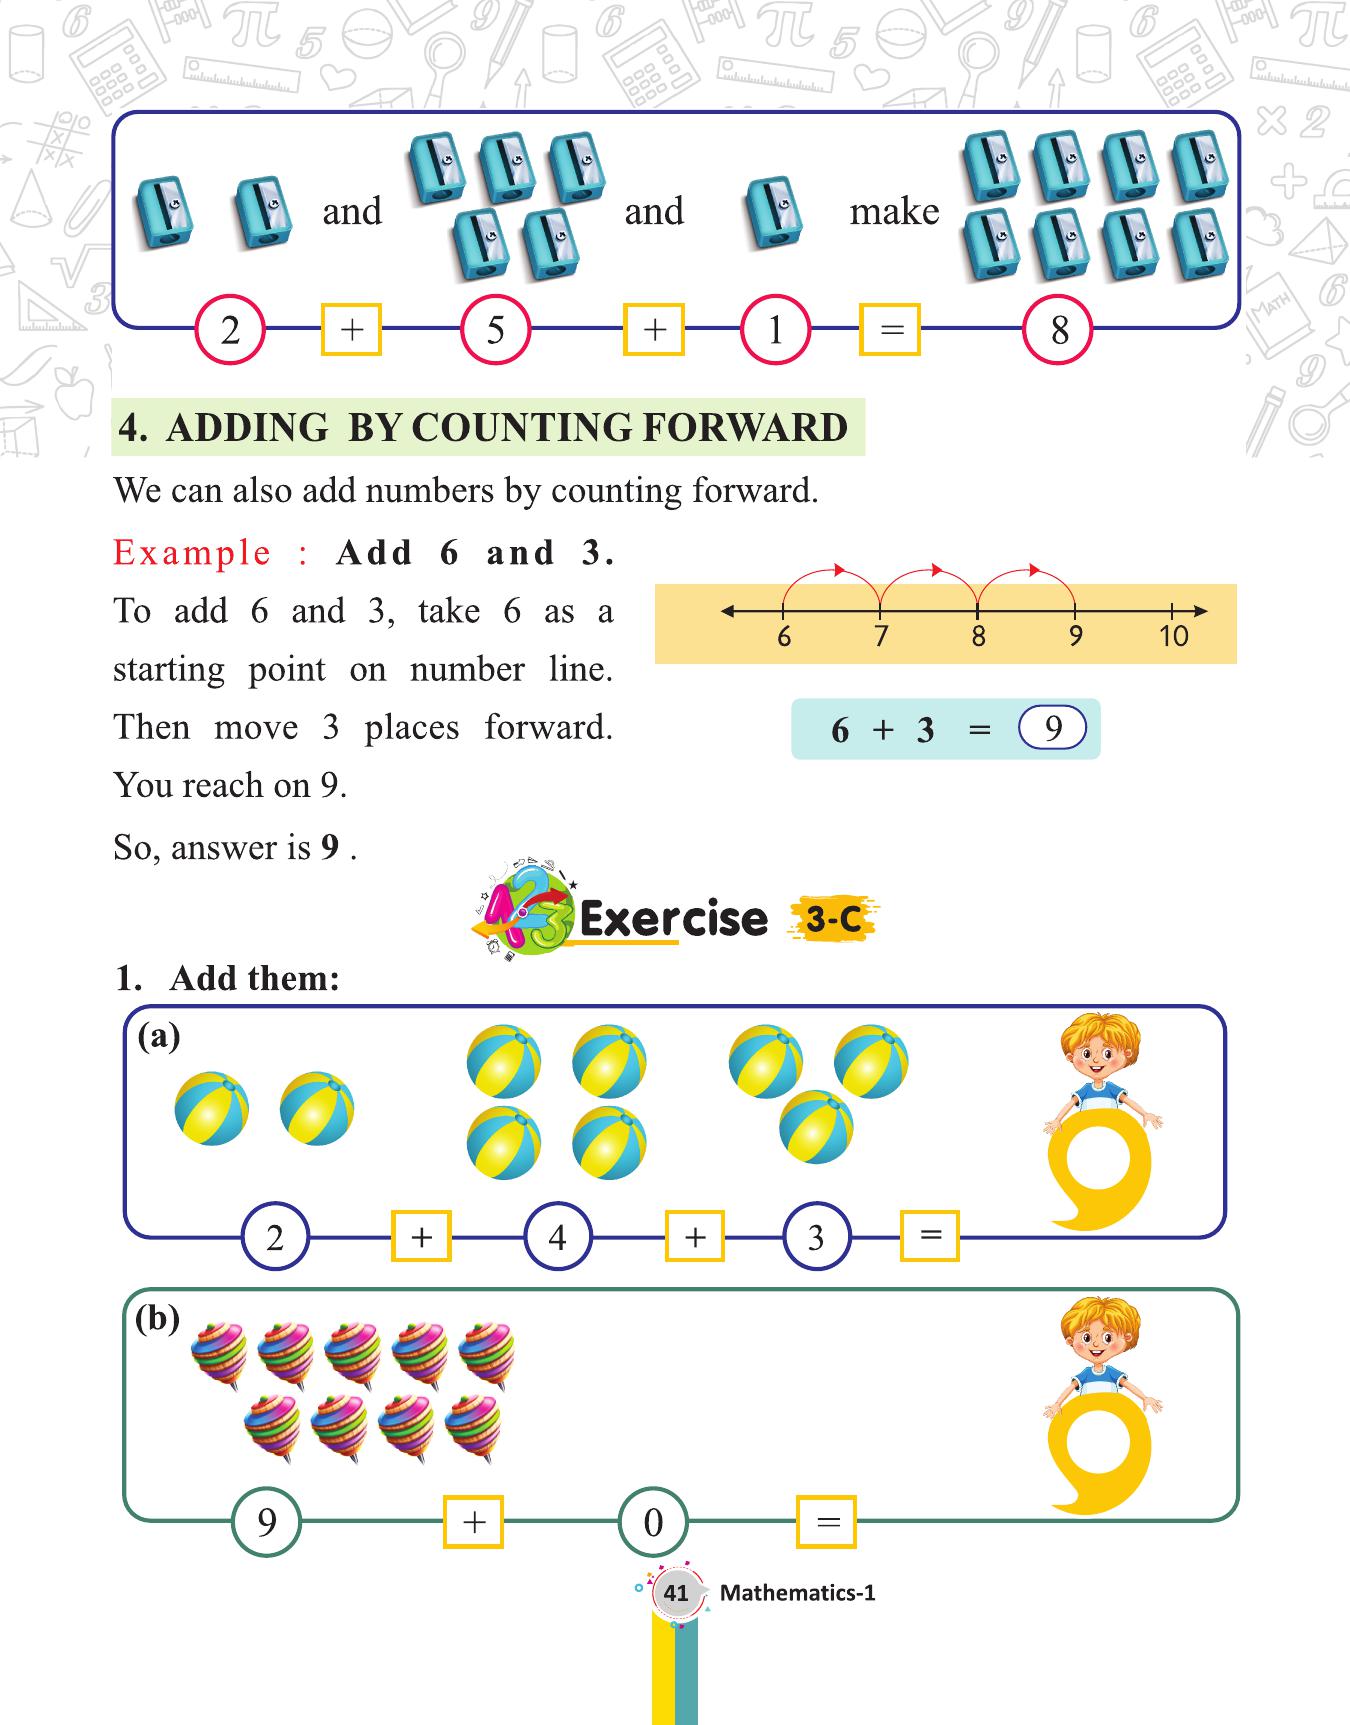 and and make
2 + 5 + 1 = 8
4. ADDING BY COUNTING FORWARD
We can also add numbers by counting forward.
Example : Add 6 and 3.
To add 6 and 3, take 6 as a
starting point on number line.
Then move 3 places forward.
You reach on 9.
So, answer is 9 .
6 7 8 9 10
6 + 3 = 9
Exercise 3-C
1. Add them:
(a)
2 + 4 + 3 =
(b)
9 + 0 =
41 Mathematics-1